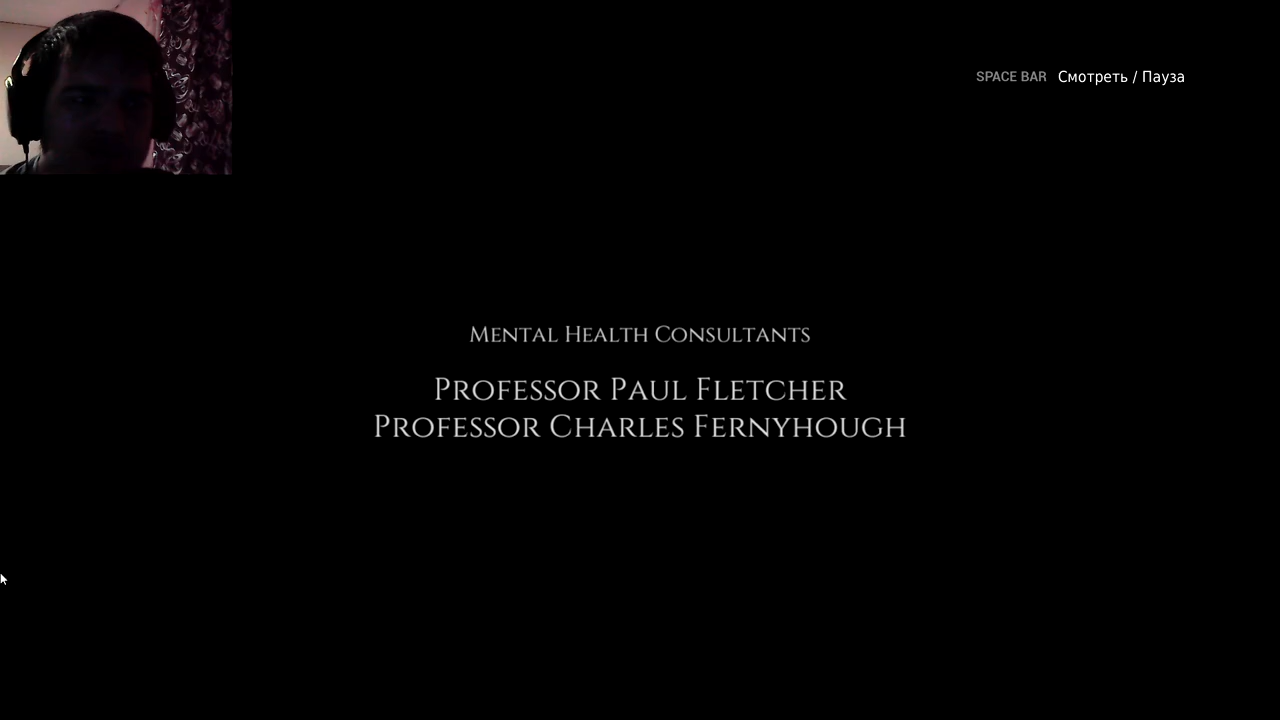 SPACE BAR Смотреть / Пауза
Mental Health Consultants
Professor Paul Fletcher
Professor Charles Fernyhough